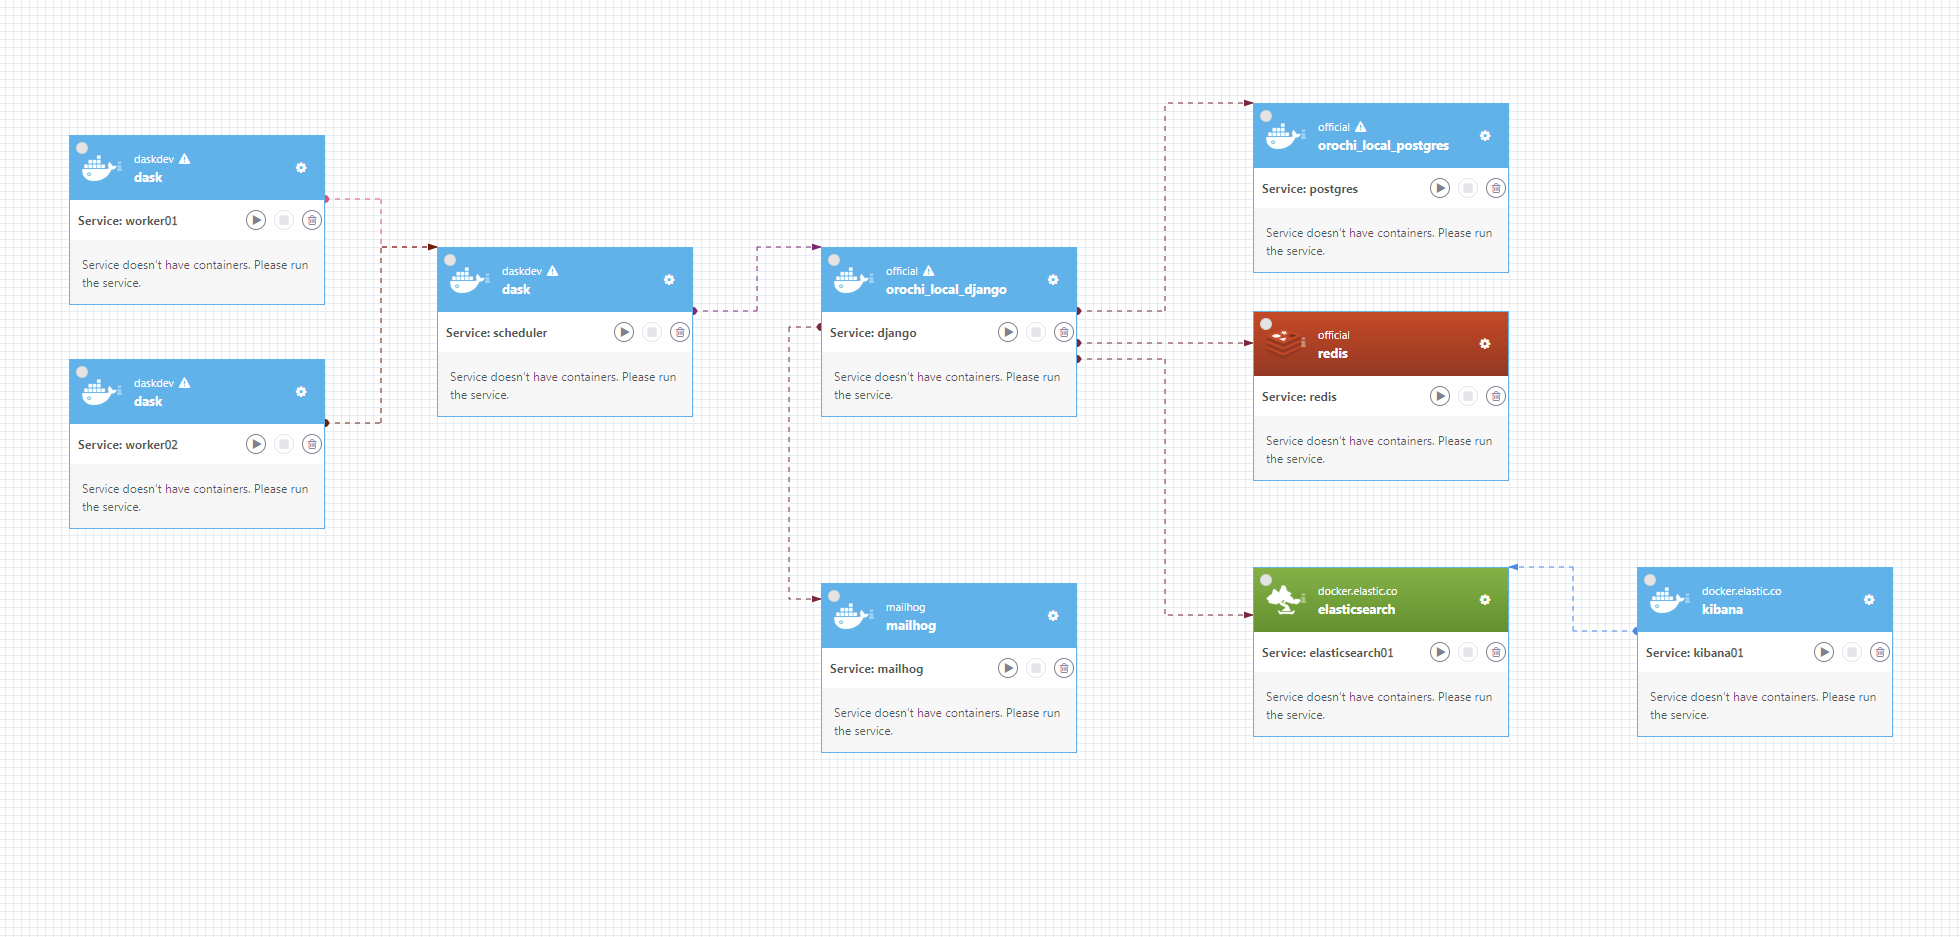 daskdev
dask
Service: worker01
Service doesn't have containers. Please run
the service.
daskdev
dask
Service: worker02
Service doesn't have containers. Please run
the service.
daskdev
dask
Service: scheduler
Service doesn't have containers. Please run
the service.
official
orochi_local_django
Service: django
Service doesn't have containers. Please run
the service.
mailhog
mailhog
Service: mailhog
Service doesn't have containers. Please run
the service.
official
orochi_local_postgres
Service: postgres
Service doesn't have containers. Please run
the service.
official
redis
Service: redis
Service doesn't have containers. Please run
the service.
docker.elastic.co
elasticsearch
Service: elasticsearch01
Service doesn't have containers. Please run
the service.
docker.elastic.co
kibana
Service: kibana01
Service doesn't have containers. Please run
the service.